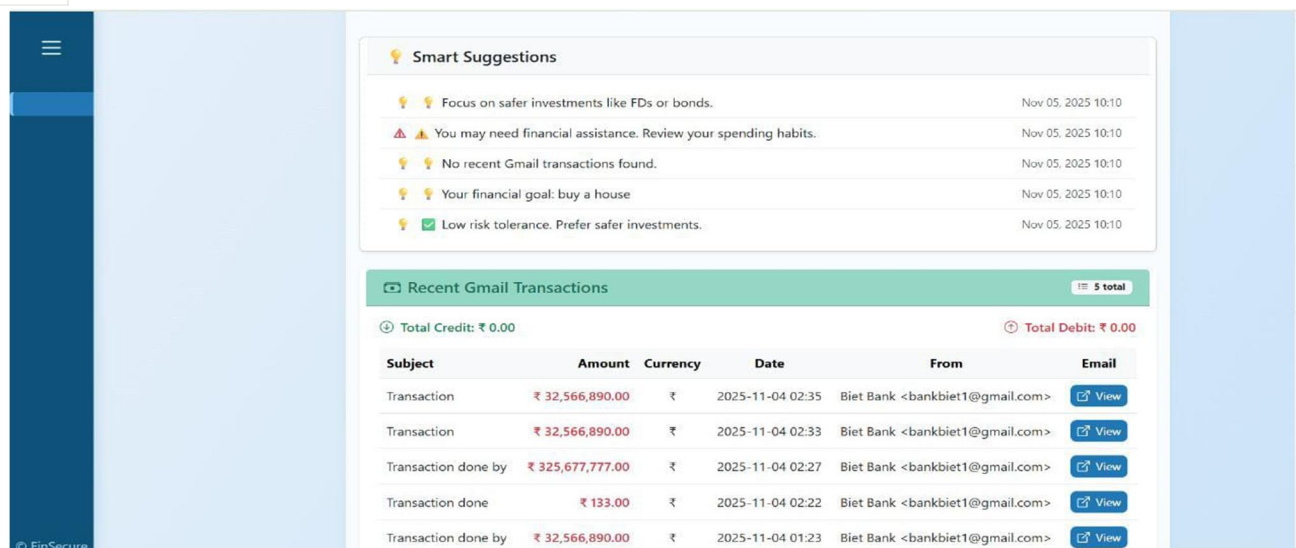 Smart Suggestions
Focus on safer investments like FDs or bonds. Nov 05, 2025 10:10
You may need financial assistance. Review your spending habits. Nov 05, 2025 10:10
No recent Gmail transactions found. Nov 05, 2025 10:10
Your financial goal: buy a house Nov 05, 2025 10:10
Low risk tolerance. Prefer safer investments. Nov 05, 2025 10:10
Recent Gmail Transactions 5 total
Total Credit: ₹ 0.00 Total Debit: ₹ 0.00
Subject Amount Currency Date From Email
Transaction ₹ 32,566,890.00 ₹ 2025-11-04 02:35 Biet Bank <bankbiet1@gmail.com> View
Transaction ₹ 32,566,890.00 ₹ 2025-11-04 02:33 Biet Bank <bankbiet1@gmail.com> View
Transaction done by ₹ 325,677,777.00 ₹ 2025-11-04 02:27 Biet Bank <bankbiet1@gmail.com> View
Transaction done ₹ 133.00 ₹ 2025-11-04 02:22 Biet Bank <bankbiet1@gmail.com> View
Transaction done by ₹ 32,566,890.00 ₹ 2025-11-04 01:23 Biet Bank <bankbiet1@gmail.com> View
© FinSecure